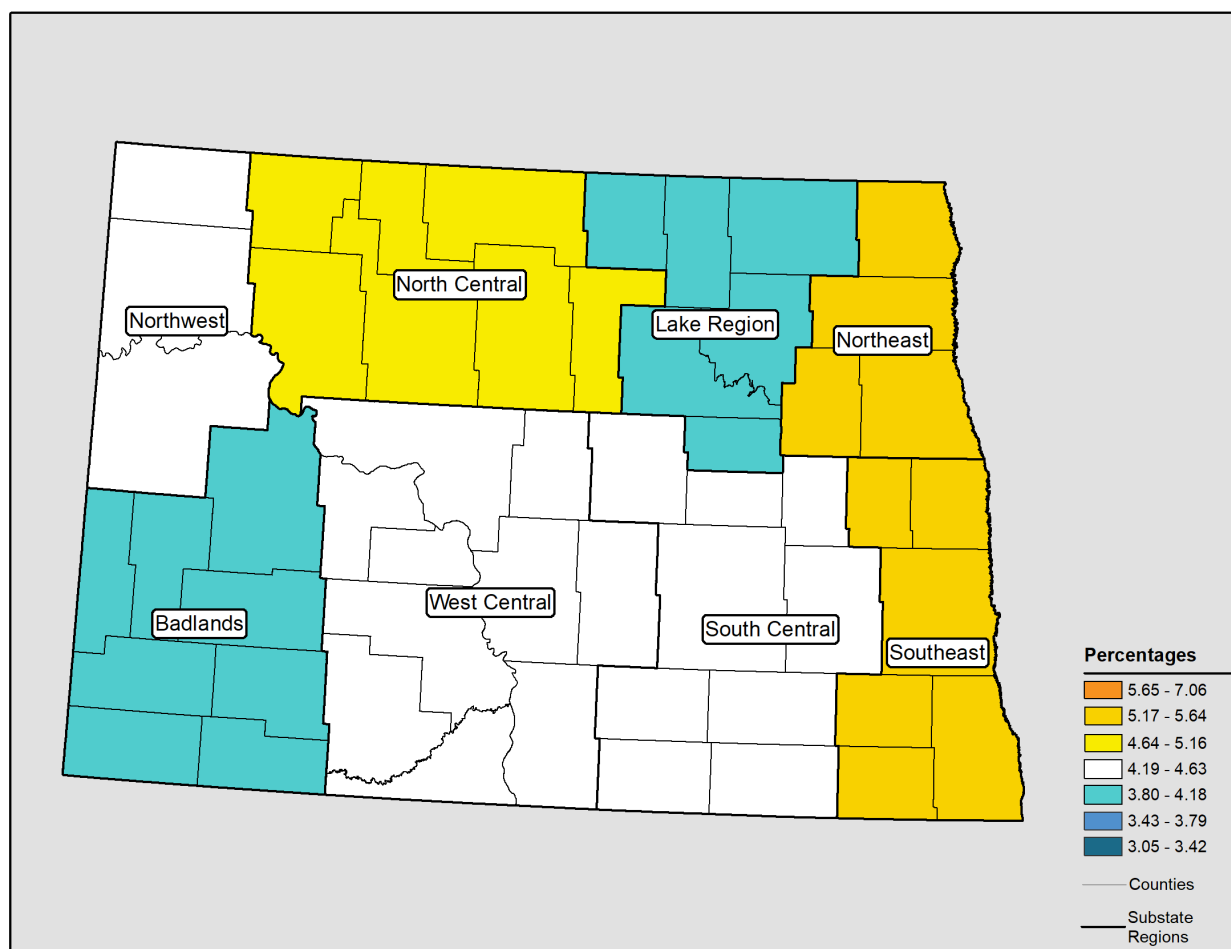 North Central
Northwest
Lake Region
Northeast
West Central
Badlands
South Central
Southeast
Percentages
5.65 - 7.06
5.17 - 5.64
4.64 - 5.16
4.19 - 4.63
3.80 - 4.18
3.43 - 3.79
3.05 - 3.42
Counties
Substate
Regions